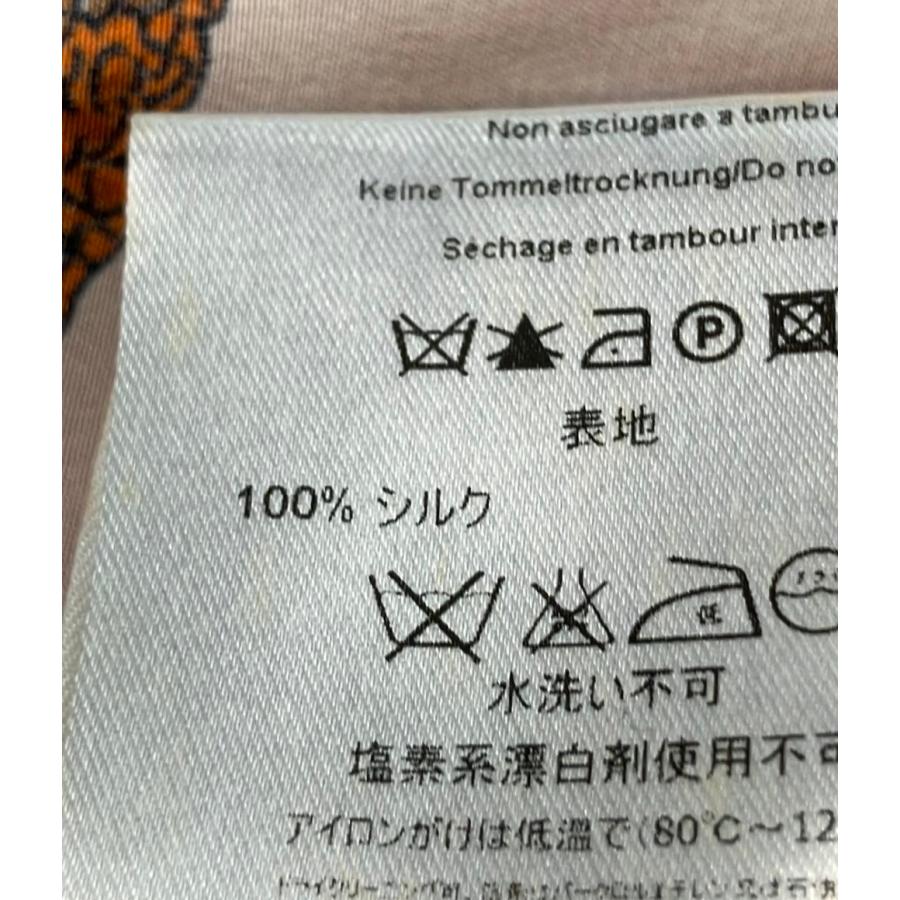 Non asciugare a tambu
Keine Tommeltrocknung/Do no
Sechage en tambour inter
P
表地
100% シルク
低
水洗い不可
塩素系漂白剤使用不可
アイロンがけは低温で(80℃～12